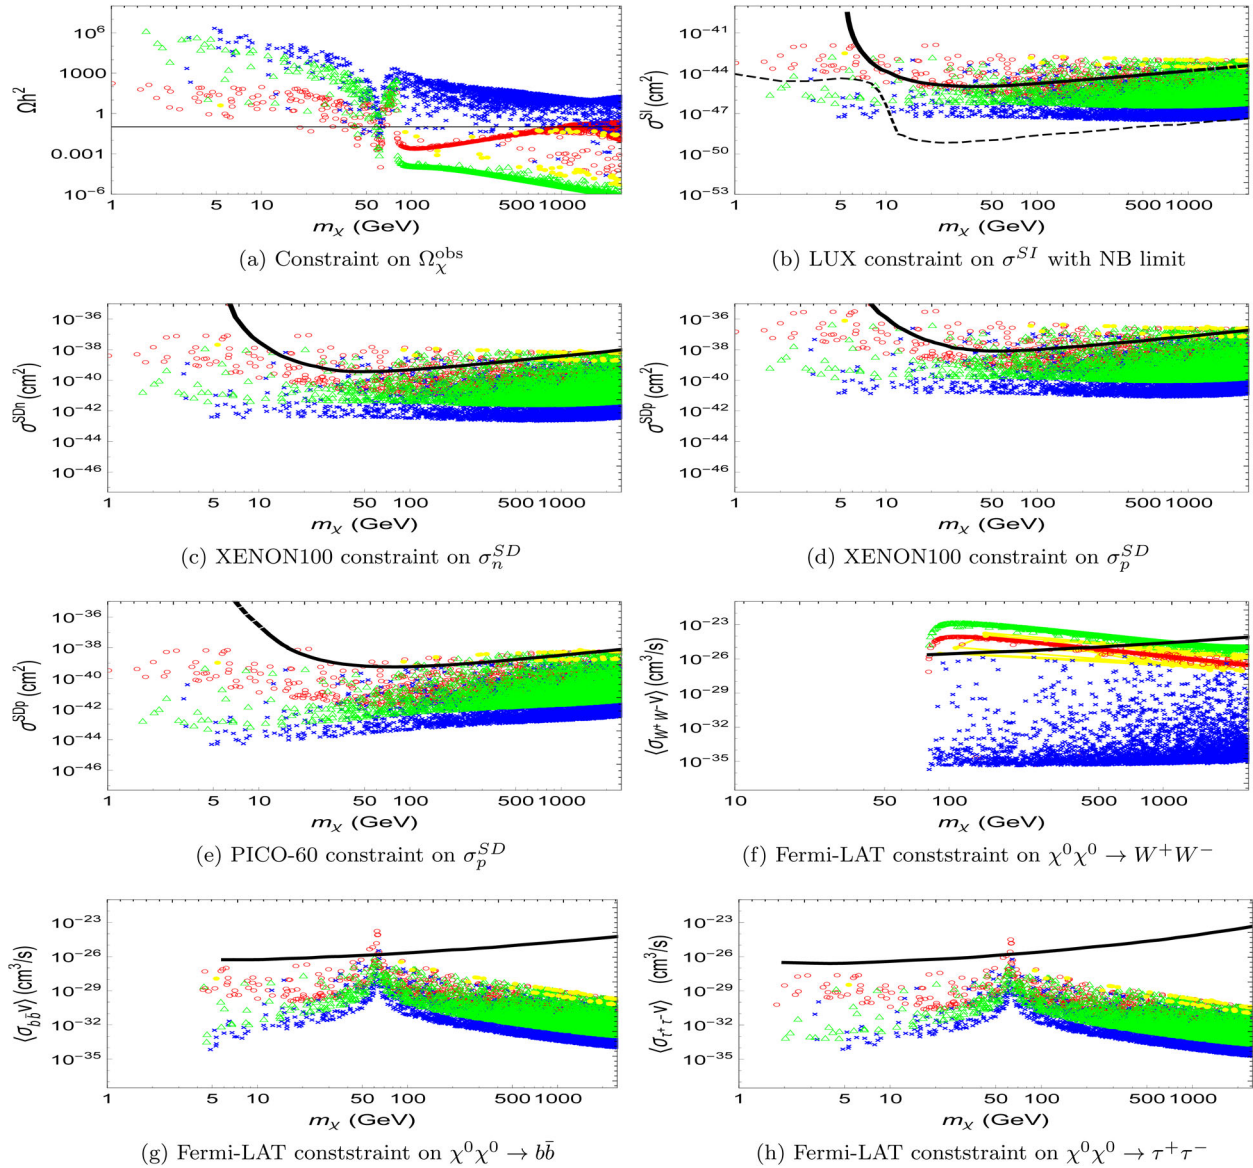 10⁶
1000
1
0.001
10⁻⁶
Ωh²
1 5 10 50 100 500 1000
mχ (GeV)
(a) Constraint on Ωχ^obs
10⁻⁴¹
10⁻⁴⁴
10⁻⁴⁷
10⁻⁵⁰
10⁻⁵³
σ^SI (cm²)
1 5 10 50 100 500 1000
mχ (GeV)
(b) LUX constraint on σ^SI with NB limit
10⁻³⁶
10⁻³⁸
10⁻⁴⁰
10⁻⁴²
10⁻⁴⁴
10⁻⁴⁶
σ^SDn (cm²)
1 5 10 50 100 500 1000
mχ (GeV)
(c) XENON100 constraint on σₙ^SD
10⁻³⁶
10⁻³⁸
10⁻⁴⁰
10⁻⁴²
10⁻⁴⁴
10⁻⁴⁶
σ^SDp (cm²)
1 5 10 50 100 500 1000
mχ (GeV)
(d) XENON100 constraint on σₚ^SD
10⁻³⁶
10⁻³⁸
10⁻⁴⁰
10⁻⁴²
10⁻⁴⁴
10⁻⁴⁶
σ^SDp (cm²)
1 5 10 50 100 500 1000
mχ (GeV)
(e) PICO-60 constraint on σₚ^SD
10⁻²³
10⁻²⁶
10⁻²⁹
10⁻³²
10⁻³⁵
⟨σ_W⁺W⁻ v⟩ (cm³/s)
10 50 100 500 1000
mχ (GeV)
(f) Fermi-LAT conststraint on χ⁰χ⁰ → W⁺W⁻
10⁻²³
10⁻²⁶
10⁻²⁹
10⁻³²
10⁻³⁵
⟨σ_bb̄ v⟩ (cm³/s)
1 5 10 50 100 500 1000
mχ (GeV)
(g) Fermi-LAT conststraint on χ⁰χ⁰ → bb̄
10⁻²³
10⁻²⁶
10⁻²⁹
10⁻³²
10⁻³⁵
⟨σ_τ⁺τ⁻ v⟩ (cm³/s)
1 5 10 50 100 500 1000
mχ (GeV)
(h) Fermi-LAT conststraint on χ⁰χ⁰ → τ⁺τ⁻